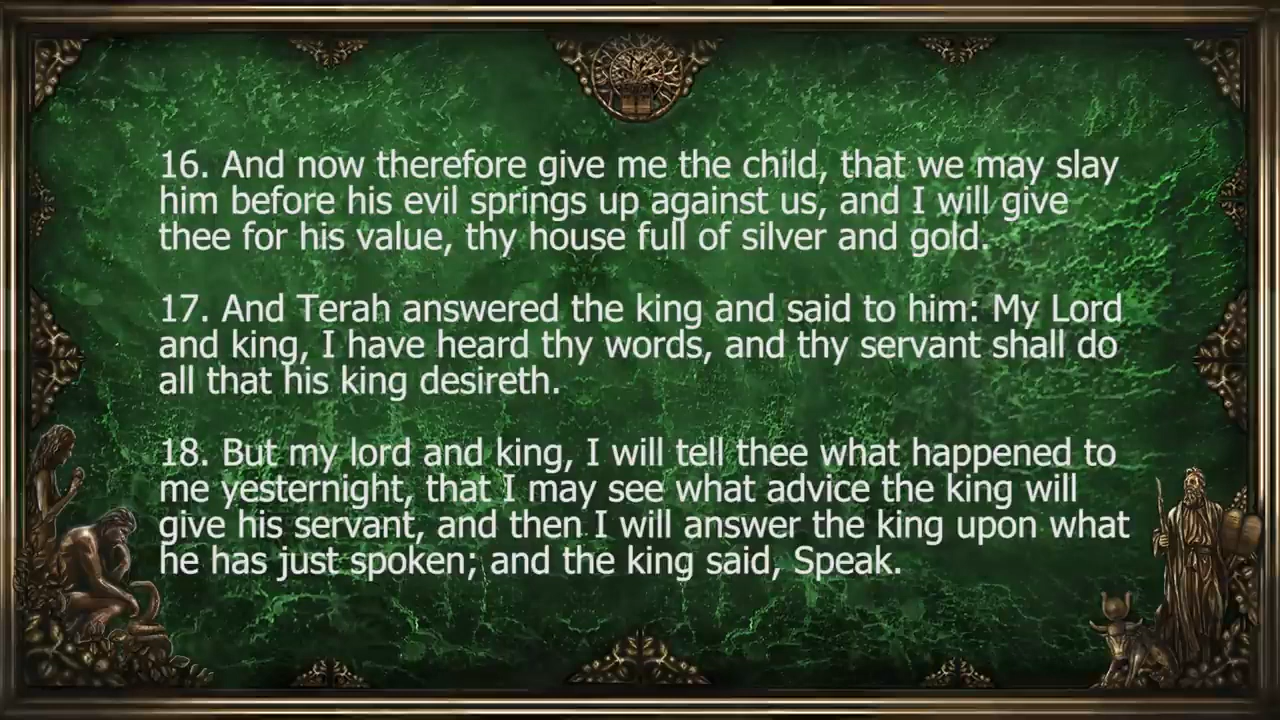 16. And now therefore give me the child, that we may slay
him before his evil springs up against us, and I will give
thee for his value, thy house full of silver and gold.
17. And Terah answered the king and said to him: My Lord
and king, I have heard thy words, and thy servant shall do
all that his king desireth.
18. But my lord and king, I will tell thee what happened to
me yesternight, that I may see what advice the king will
give his servant, and then I will answer the king upon what
he has just spoken; and the king said, Speak.